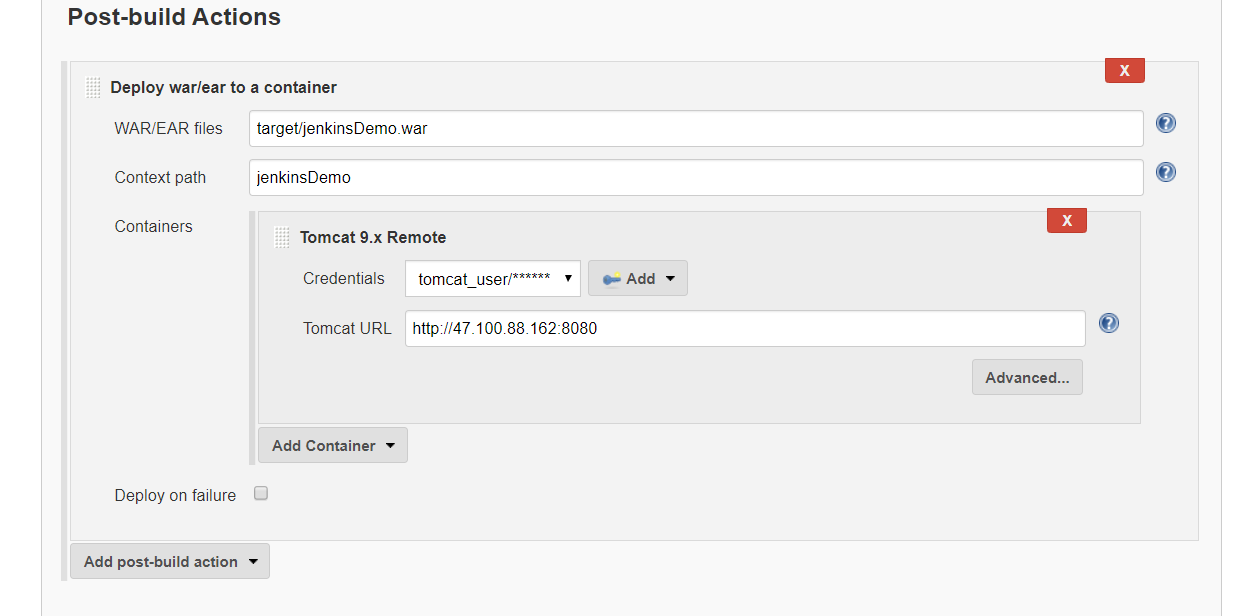 Post-build Actions
X
Deploy war/ear to a container
WAR/EAR files target/jenkinsDemo.war ?
Context path jenkinsDemo ?
Containers
X
Tomcat 9.x Remote
Credentials tomcat_user/****** Add
Tomcat URL http://47.100.88.162:8080 ?
Advanced...
Add Container
Deploy on failure
Add post-build action